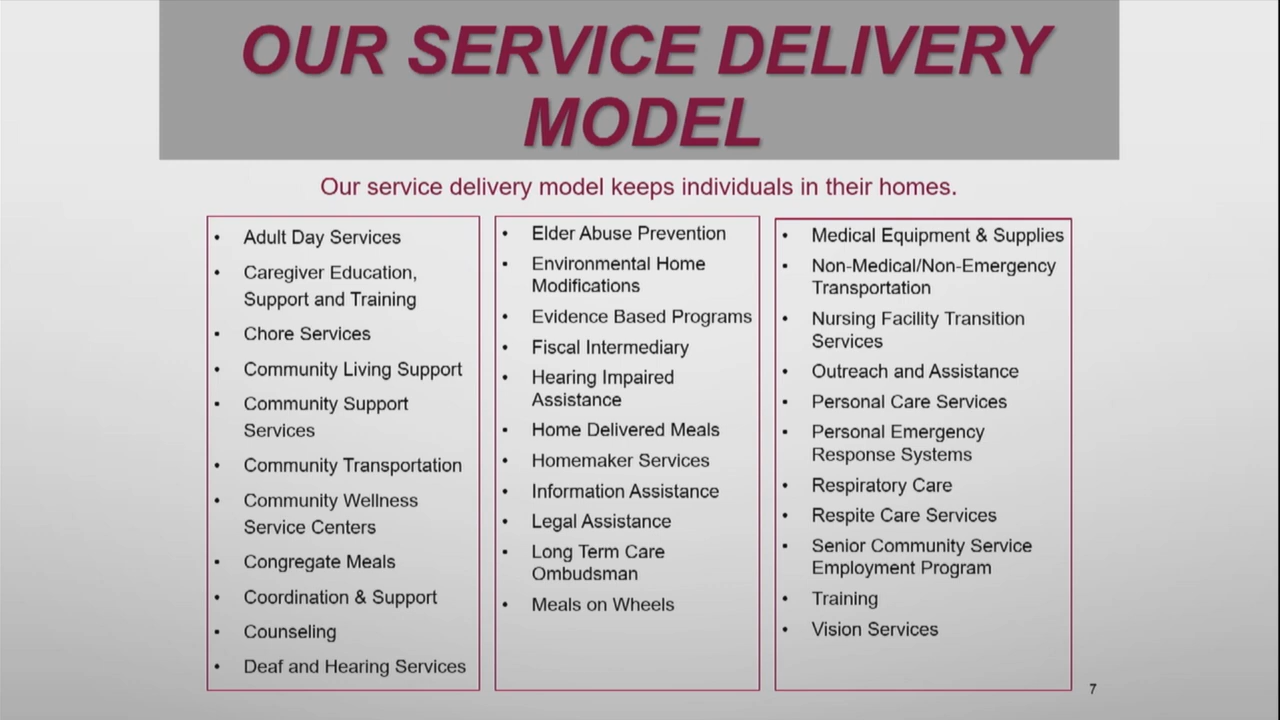 OUR SERVICE DELIVERY
MODEL
Our service delivery model keeps individuals in their homes.
• Adult Day Services
• Caregiver Education,
Support and Training
• Chore Services
• Community Living Support
• Community Support
Services
• Community Transportation
• Community Wellness
Service Centers
• Congregate Meals
• Coordination & Support
• Counseling
• Deaf and Hearing Services
• Elder Abuse Prevention
• Environmental Home
Modifications
• Evidence Based Programs
• Fiscal Intermediary
• Hearing Impaired
Assistance
• Home Delivered Meals
• Homemaker Services
• Information Assistance
• Legal Assistance
• Long Term Care
Ombudsman
• Meals on Wheels
• Medical Equipment & Supplies
• Non-Medical/Non-Emergency
Transportation
• Nursing Facility Transition
Services
• Outreach and Assistance
• Personal Care Services
• Personal Emergency
Response Systems
• Respiratory Care
• Respite Care Services
• Senior Community Service
Employment Program
• Training
• Vision Services
7